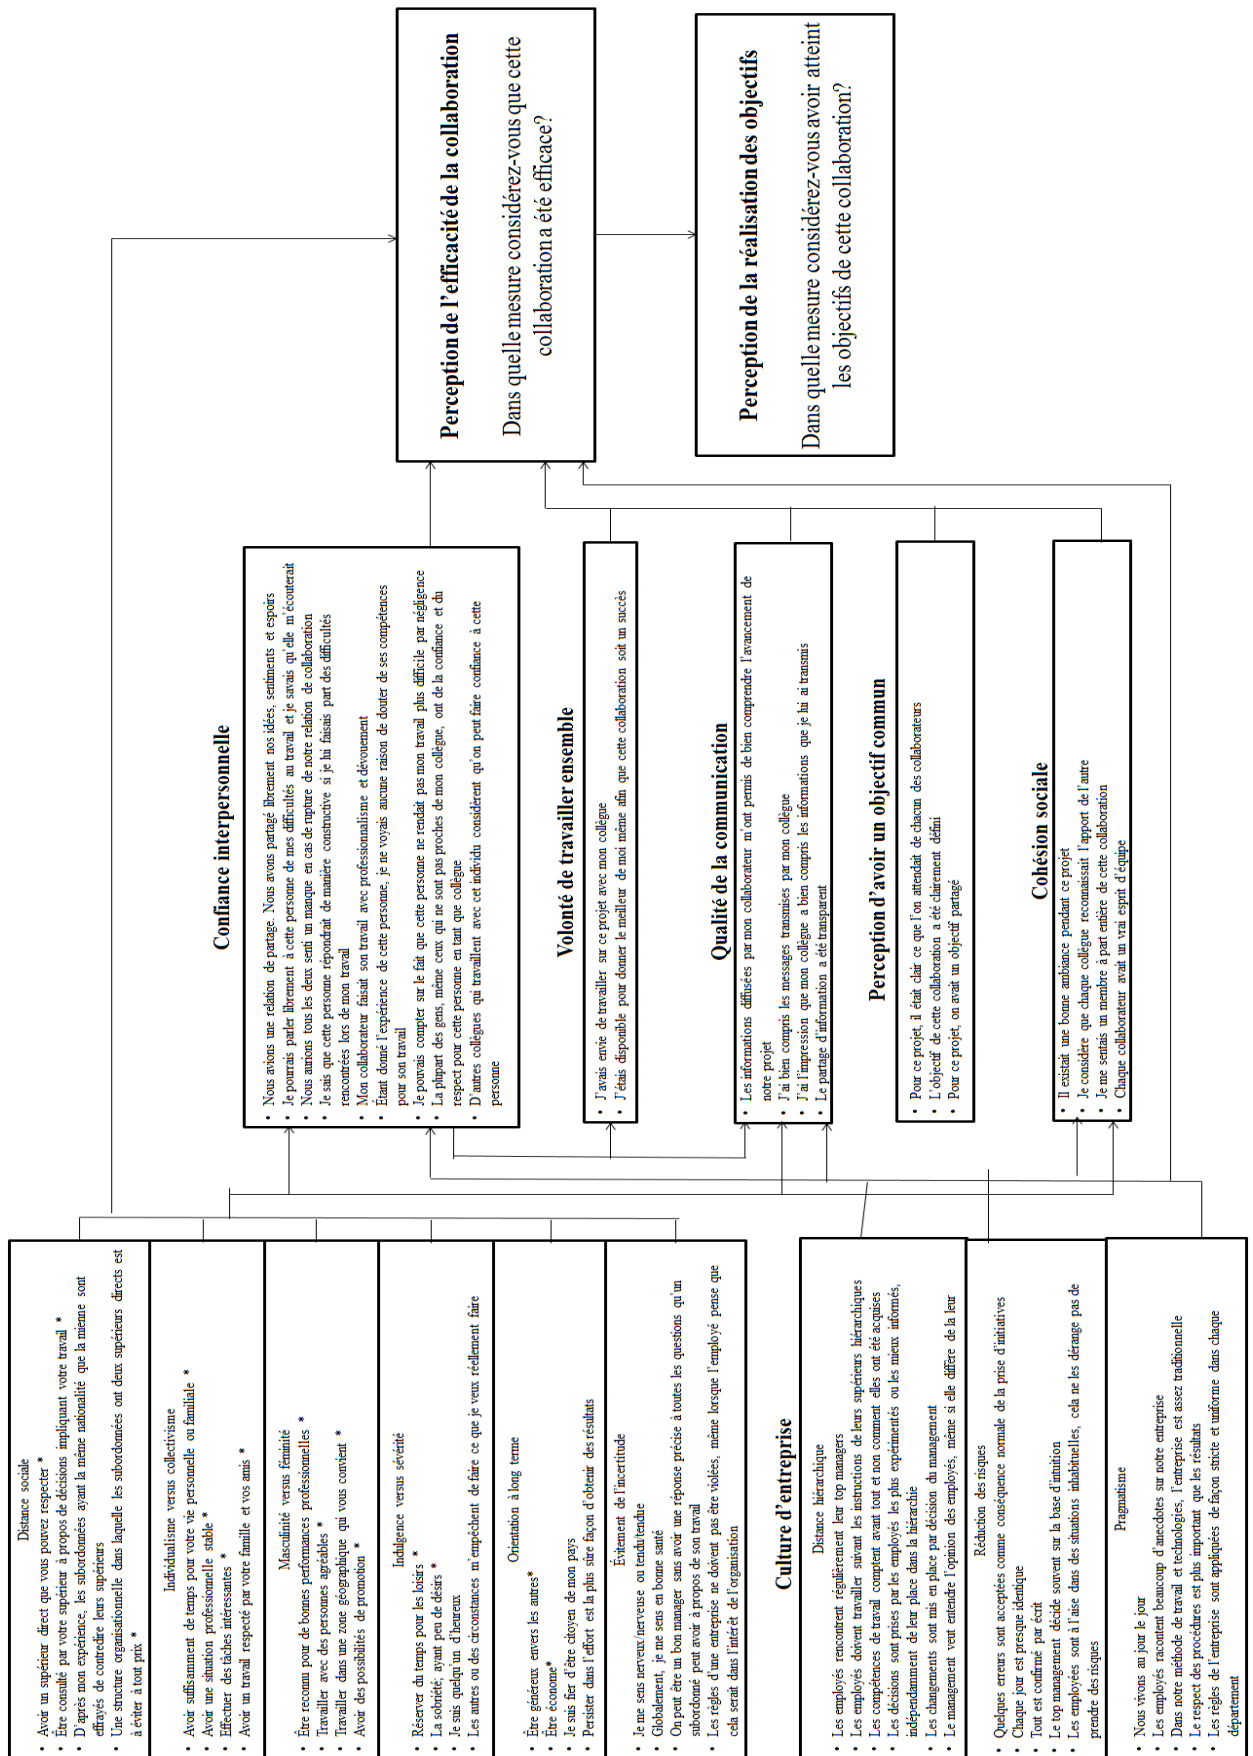 Distance sociale
• Avoir un supérieur direct que vous pouvez respecter *
• Etre consulté par votre supérieur à propos de décisions impliquant votre travail *
• D'après mon expérience, les subordonnées ayant la même nationalité que la mienne sont
effrayés de contredire leurs supérieurs
• Une structure organisationnelle dans laquelle les subordonnées ont deux supérieurs directs est
à éviter à tout prix *
Individualisme versus collectivisme
• Avoir suffisamment de temps pour votre vie personnelle ou familiale *
• Avoir une situation professionnelle stable *
• Effectuer des tâches intéressantes *
• Avoir un travail respecté par votre famille et vos amis *
Masculinité versus féminité
• Être reconnu pour de bonnes performances professionnelles *
• Travailler avec des personnes agréables *
• Travailler dans une zone géographique qui vous convient *
• Avoir des possibilités de promotion *
Indulgence versus sévérité
• Réserver du temps pour les loisirs *
• La sobriété; ayant peu de désirs *
• Je suis quelqu'un d'heureux
• Les autres ou des circonstances m'empêchent de faire ce que je veux réellement faire
Orientation à long terme
• Être généreux envers les autres*
• Être économe*
• Je suis fier d'être citoyen de mon pays
• Persister dans l'effort est la plus sûre façon d'obtenir des résultats
Évitement de l'incertitude
• Je me sens nerveux/nerveuse ou tendu/tendue
• Globalement, je me sens en bonne santé
• On peut être un bon manager sans avoir une réponse précise à toutes les questions qu'un
subordonné peut avoir à propos de son travail
• Les règles d'une entreprise ne doivent pas être violées, même lorsque l'employé pense que
cela serait dans l'intérêt de l'organisation
Culture d'entreprise
Distance hiérarchique
• Les employés rencontrent régulièrement leur top managers
• Les employés doivent travailler suivant les instructions de leurs supérieurs hiérarchiques
• Les compétences de travail comptent avant tout et non comment elles ont été acquises
• Les décisions sont prises par les employés les plus expérimentés ou les mieux informés,
indépendamment de leur place dans la hiérarchie
• Les changements sont mis en place par décision du management
• Le management veut entendre l'opinion des employés, même si elle diffère de la leur
Réduction des risques
• Quelques erreurs sont acceptées comme conséquence normale de la prise d'initiatives
• Chaque jour est presque identique
• Tout est confirmé par écrit
• Le top management décide souvent sur la base d'intuition
• Les employées sont à l'aise dans des situations inhabituelles, cela ne les dérange pas de
prendre des risques
Pragmatisme
• Nous vivons au jour le jour
• Les employés racontent beaucoup d'anecdotes sur notre entreprise
• Dans notre méthode de travail et technologies, l'entreprise est assez traditionnelle
• Le respect des procédures est plus important que les résultats
• Les règles de l'entreprise sont appliquées de façon stricte et uniforme dans chaque
département
Confiance interpersonnelle
• Nous avions une relation de partage. Nous avons partagé librement nos idées, sentiments et espoirs
• Je pourrais parler librement à cette personne de mes difficultés au travail et je savais qu'elle m'écouterait
• Nous aurions tous les deux senti un manque en cas de rupture de notre relation de collaboration
• Je sais que cette personne répondrait de manière constructive si je lui faisais part des difficultés
rencontrées lors de mon travail
• Mon collaborateur faisait son travail avec professionnalisme et dévouement
• Etant donné l'expérience de cette personne, je ne voyais aucune raison de douter de ses compétences
pour son travail
• Je pouvais compter sur le fait que cette personne ne rendait pas mon travail plus difficile par négligence
• La plupart des gens, même ceux qui ne sont pas proches de mon collègue, ont de la confiance et du
respect pour cette personne en tant que collègue
• D'autres collègues qui travaillent avec cet individu considèrent qu'on peut faire confiance à cette
personne
Volonté de travailler ensemble
• J'avais envie de travailler sur ce projet avec mon collègue
• J'étais disponible pour donner le meilleur de moi même afin que cette collaboration soit un succès
Qualité de la communication
• Les informations diffusées par mon collaborateur m'ont permis de bien comprendre l'avancement de
notre projet
• J'ai bien compris les messages transmises par mon collègue
• J'ai l'impression que mon collègue a bien compris les informations que je lui ai transmis
• Le partage d'information a été transparent
Perception d'avoir un objectif commun
• Pour ce projet, il était clair ce que l'on attendait de chacun des collaborateurs
• L'objectif de cette collaboration a été clairement défini
• Pour ce projet, on avait un objectif partagé
Cohésion sociale
• Il existait une bonne ambiance pendant ce projet
• Je considère que chaque collègue reconnaissait l'apport de l'autre
• Je me sentais un membre à part entière de cette collaboration
• Chaque collaborateur avait un vrai esprit d'équipe
Perception de l'efficacité de la collaboration
Dans quelle mesure considérez-vous que cette
collaboration a été efficace?
Perception de la réalisation des objectifs
Dans quelle mesure considérez-vous avoir atteint
les objectifs de cette collaboration?